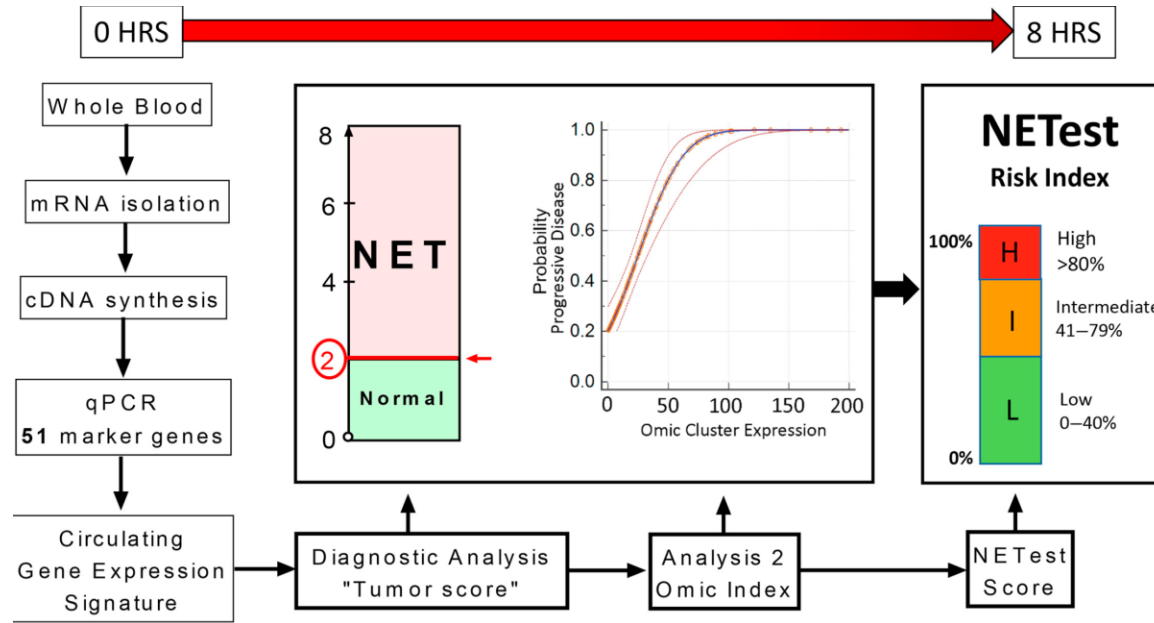 0 HRS
8 HRS
Whole Blood
mRNA isolation
cDNA synthesis
qPCR
51 marker genes
Circulating
Gene Expression
Signature
8
6
4
2
0
NET
Normal
Probability
Progressive Disease
1.0
0.8
0.6
0.4
0.2
0.0
0 50 100 150 200
Omic Cluster Expression
NETest
Risk Index
100%
0%
H
High
>80%
I
Intermediate
41–79%
L
Low
0–40%
Diagnostic Analysis
"Tumor score"
Analysis 2
Omic Index
NETest
Score